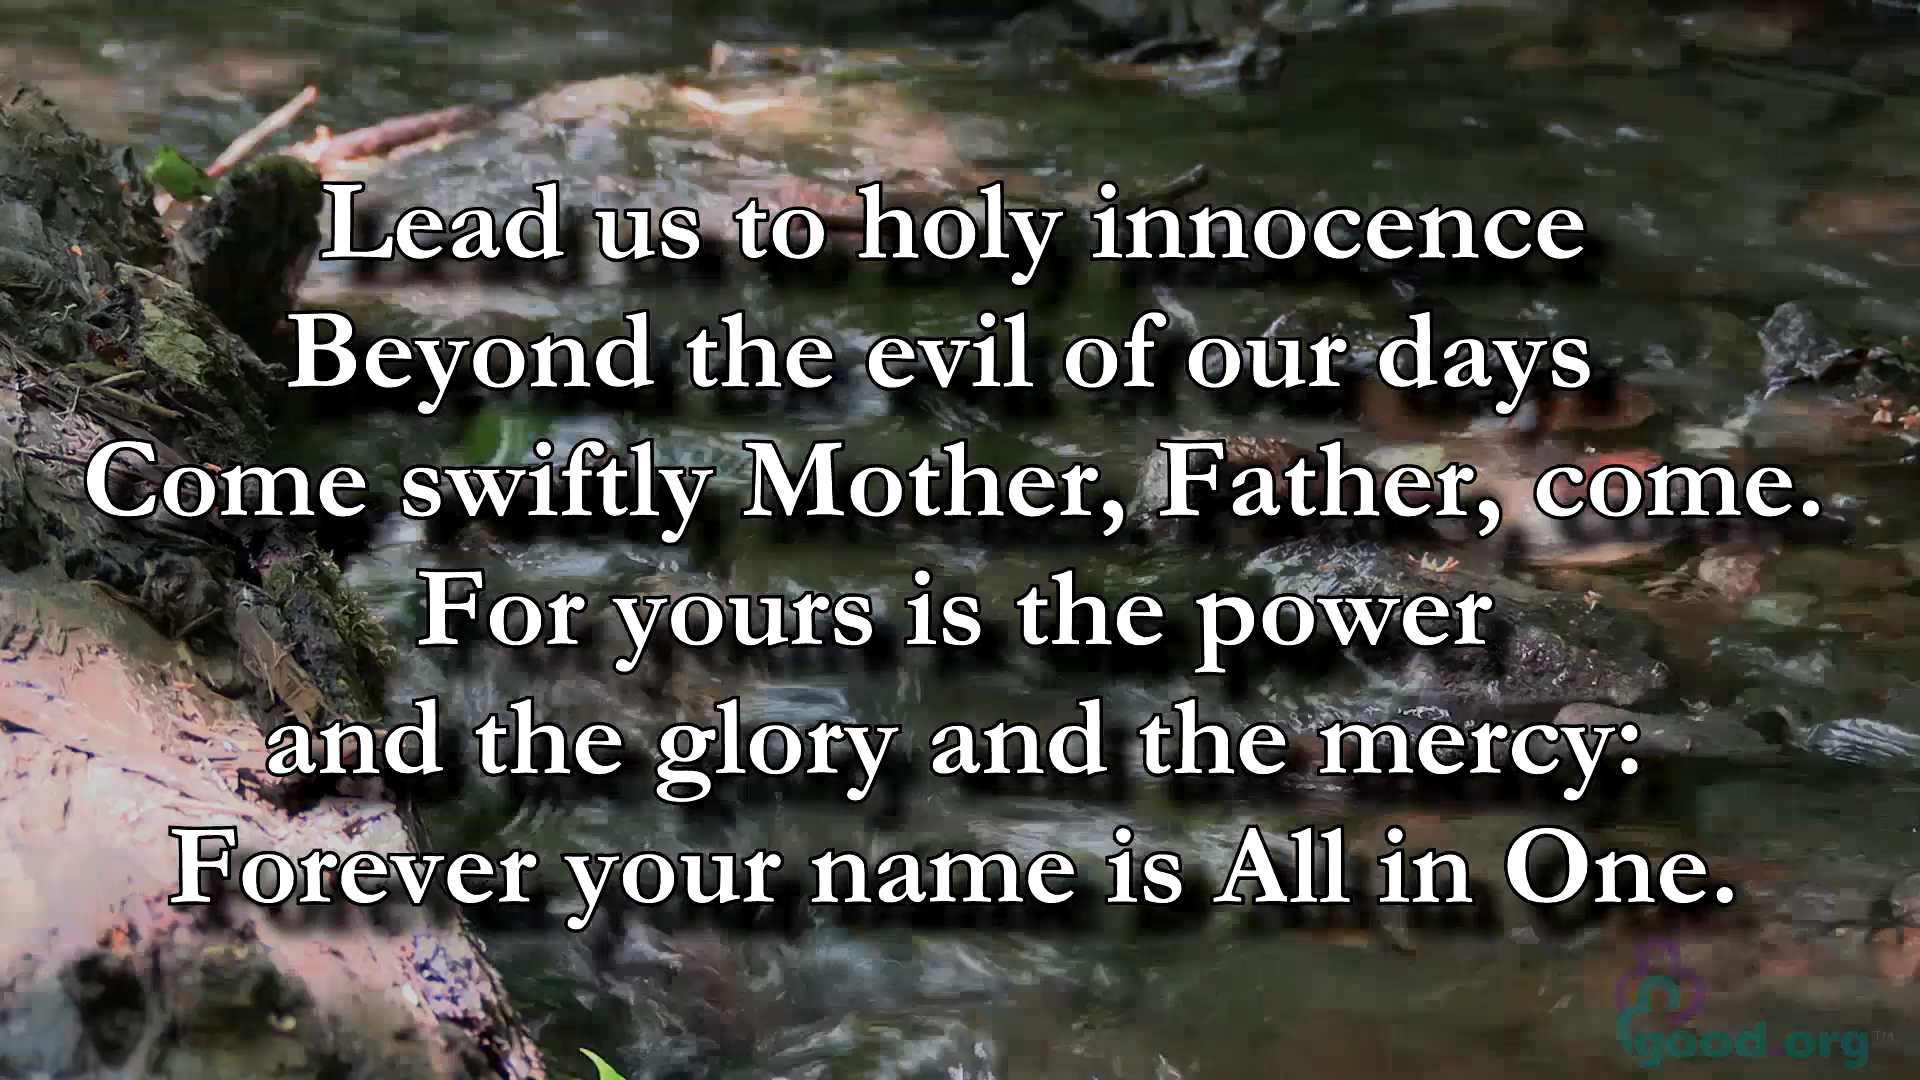 Lead us to holy innocence
Beyond the evil of our days
Come swiftly Mother, Father, come.
For yours is the power
and the glory and the mercy:
Forever your name is All in One.
good.org™